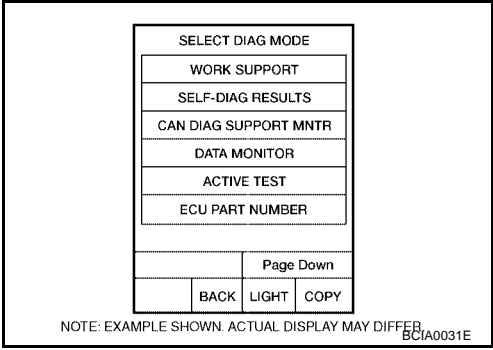 SELECT DIAG MODE
WORK SUPPORT
SELF-DIAG RESULTS
CAN DIAG SUPPORT MNTR
DATA MONITOR
ACTIVE TEST
ECU PART NUMBER
Page Down
BACK LIGHT COPY
NOTE: EXAMPLE SHOWN. ACTUAL DISPLAY MAY DIFFER.
BCIA0031E